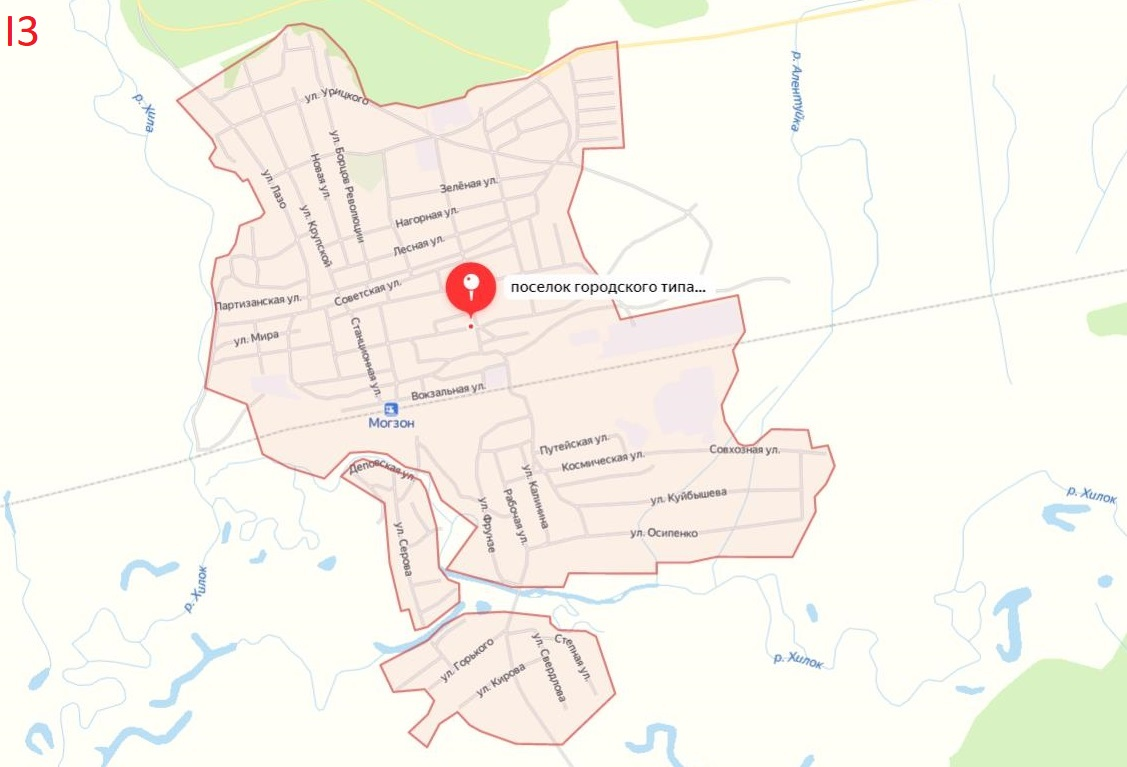 l3
р. Хила
р. Алентуйка
ул. Урицкого
ул. Борцов Революции
Новая ул.
ул. Лазо
ул. Крупской
Зелёная ул.
Нагорная ул.
Лесная ул.
Советская ул.
поселок городского типа...
Партизанская ул.
ул. Мира
Станционная ул.
Вокзальная ул.
Могзон
Путейская ул.
Космическая ул.
Совхозная ул.
Деповская ул.
ул. Калинина
Рабочая ул.
ул. Фрунзе
ул. Куйбышева
ул. Осипенко
р. Хилок
ул. Серова
р. Хилок
ул. Горького
ул. Кирова
ул. Свердлова
Степная ул.
р. Хилок